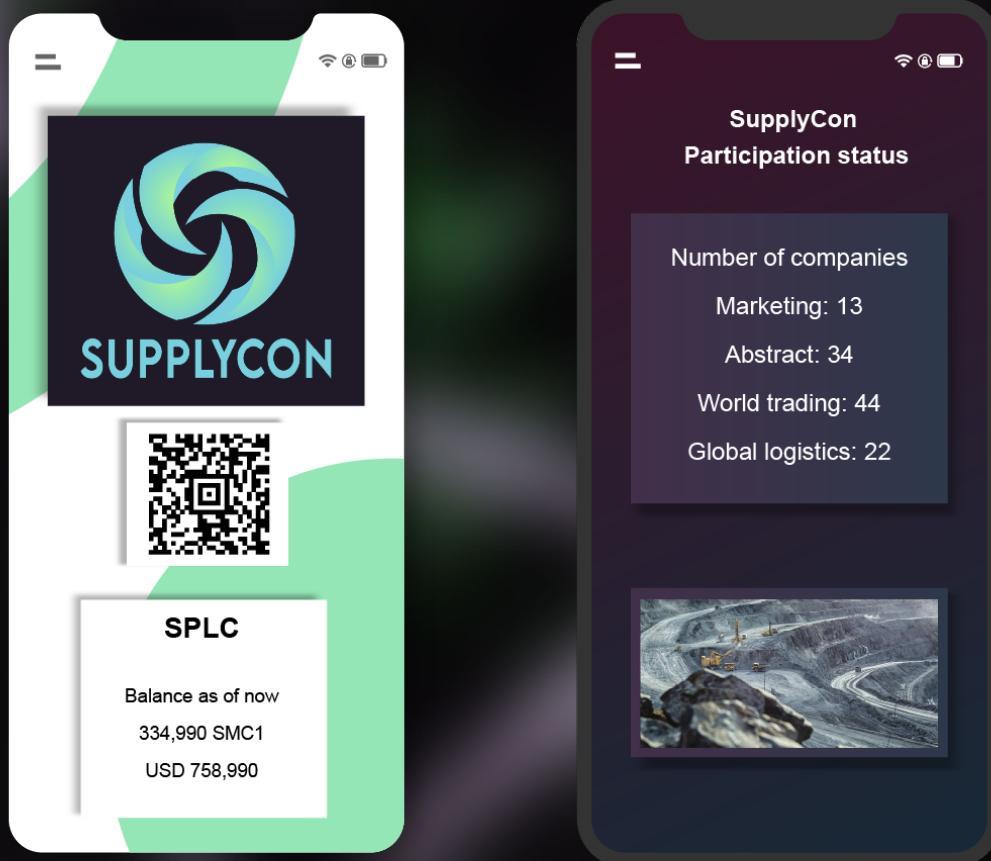 SUPPLYCON
SPLC
Balance as of now
334,990 SMC1
USD 758,990
SupplyCon
Participation status
Number of companies
Marketing: 13
Abstract: 34
World trading: 44
Global logistics: 22